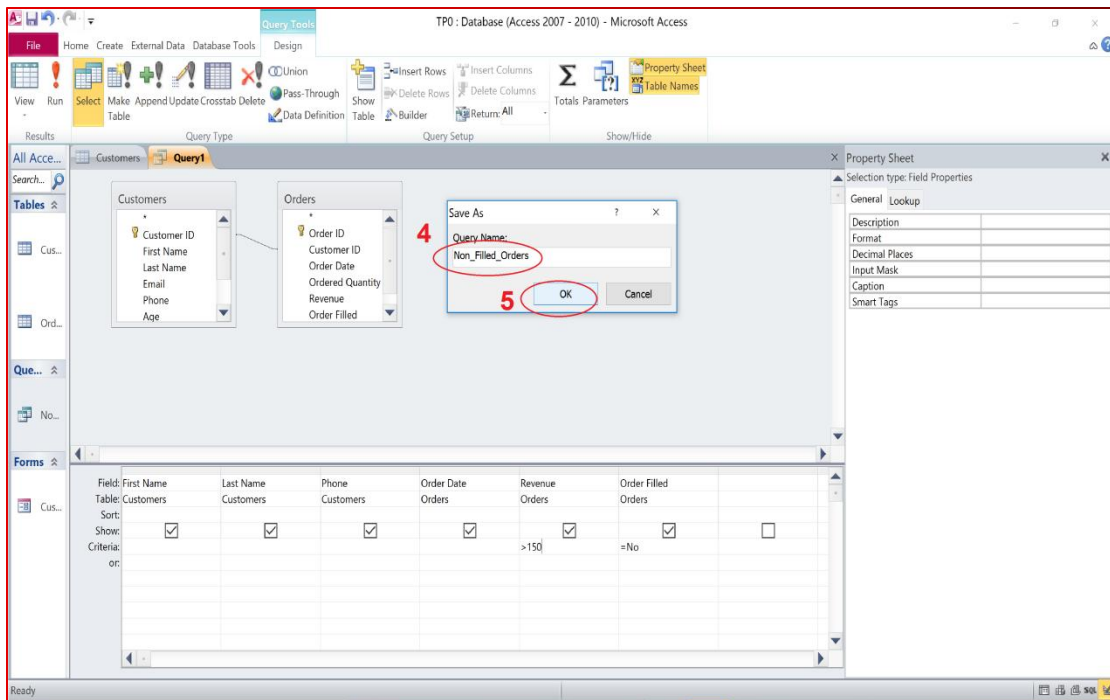 Query Tools
TP0 : Database (Access 2007 - 2010) - Microsoft Access
File Home Create External Data Database Tools Design
Union
Pass-Through
Data Definition
Insert Rows
Delete Rows
Builder
Insert Columns
Delete Columns
Return: All
Property Sheet
Table Names
View Run Select Make Table Append Update Crosstab Delete Show Table Totals Parameters
Results Query Type Query Setup Show/Hide
All Acce...
Customers Query1
Property Sheet
Search...
Selection type: Field Properties
General Lookup
Tables
Cus...
Ord...
Que...
No...
Forms
Cus...
Customers
*
Customer ID
First Name
Last Name
Email
Phone
Age
Orders
*
Order ID
Customer ID
Order Date
Ordered Quantity
Revenue
Order Filled
Save As ?
4 Query Name:
Non_Filled_Orders
5 OK Cancel
Description
Format
Decimal Places
Input Mask
Caption
Smart Tags
Field: First Name Last Name Phone Order Date Revenue Order Filled
Table: Customers Customers Customers Orders Orders Orders
Sort:
Show:
Criteria: >150 =No
or:
Ready
SQL